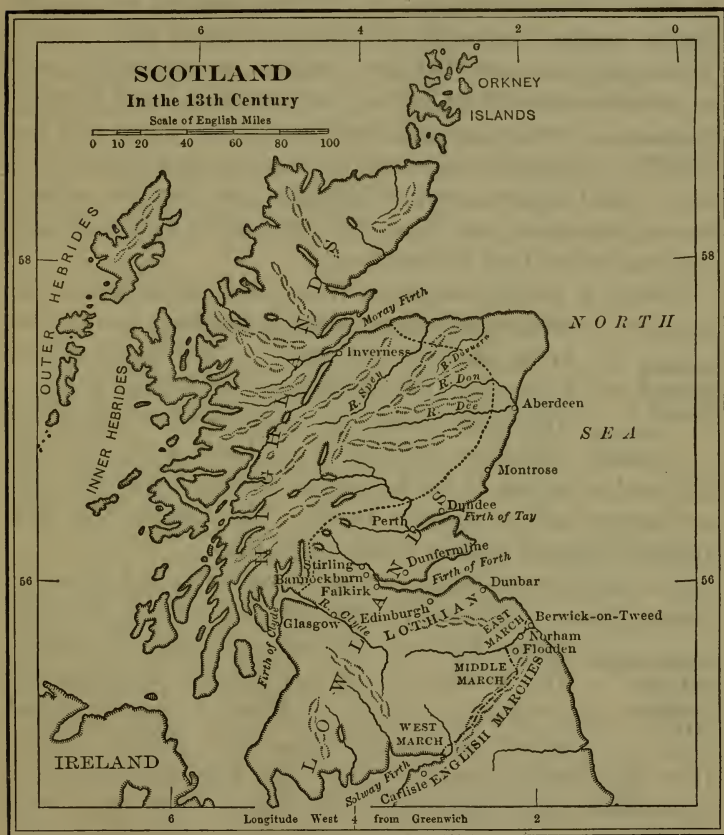 6
4
2
0
SCOTLAND
In the 13th Century
Scale of English Miles
0 10 20 40 60 80 100
ORKNEY
ISLANDS
58
58
OUTER HEBRIDES
INNER HEBRIDES
HIGHLANDS
Moray Firth
Inverness
R. Spey
R. Don
R. Dee
Aberdeen
NORTH
SEA
Montrose
Dundee
Firth of Tay
Perth
Dunfermline
Stirling
Firth of Forth
56
56
Bannockburn
Falkirk
Dunbar
Edinburgh
R. Clyde
Glasgow
Firth of Clyde
LOTHIAN
EAST
MARCH
Berwick-on-Tweed
Norham
Flodden
MIDDLE
MARCH
WEST
MARCH
ENGLISH MARCHES
LOWLANDS
Solway Firth
Carlisle
IRELAND
6
Longitude West 4 from Greenwich
2